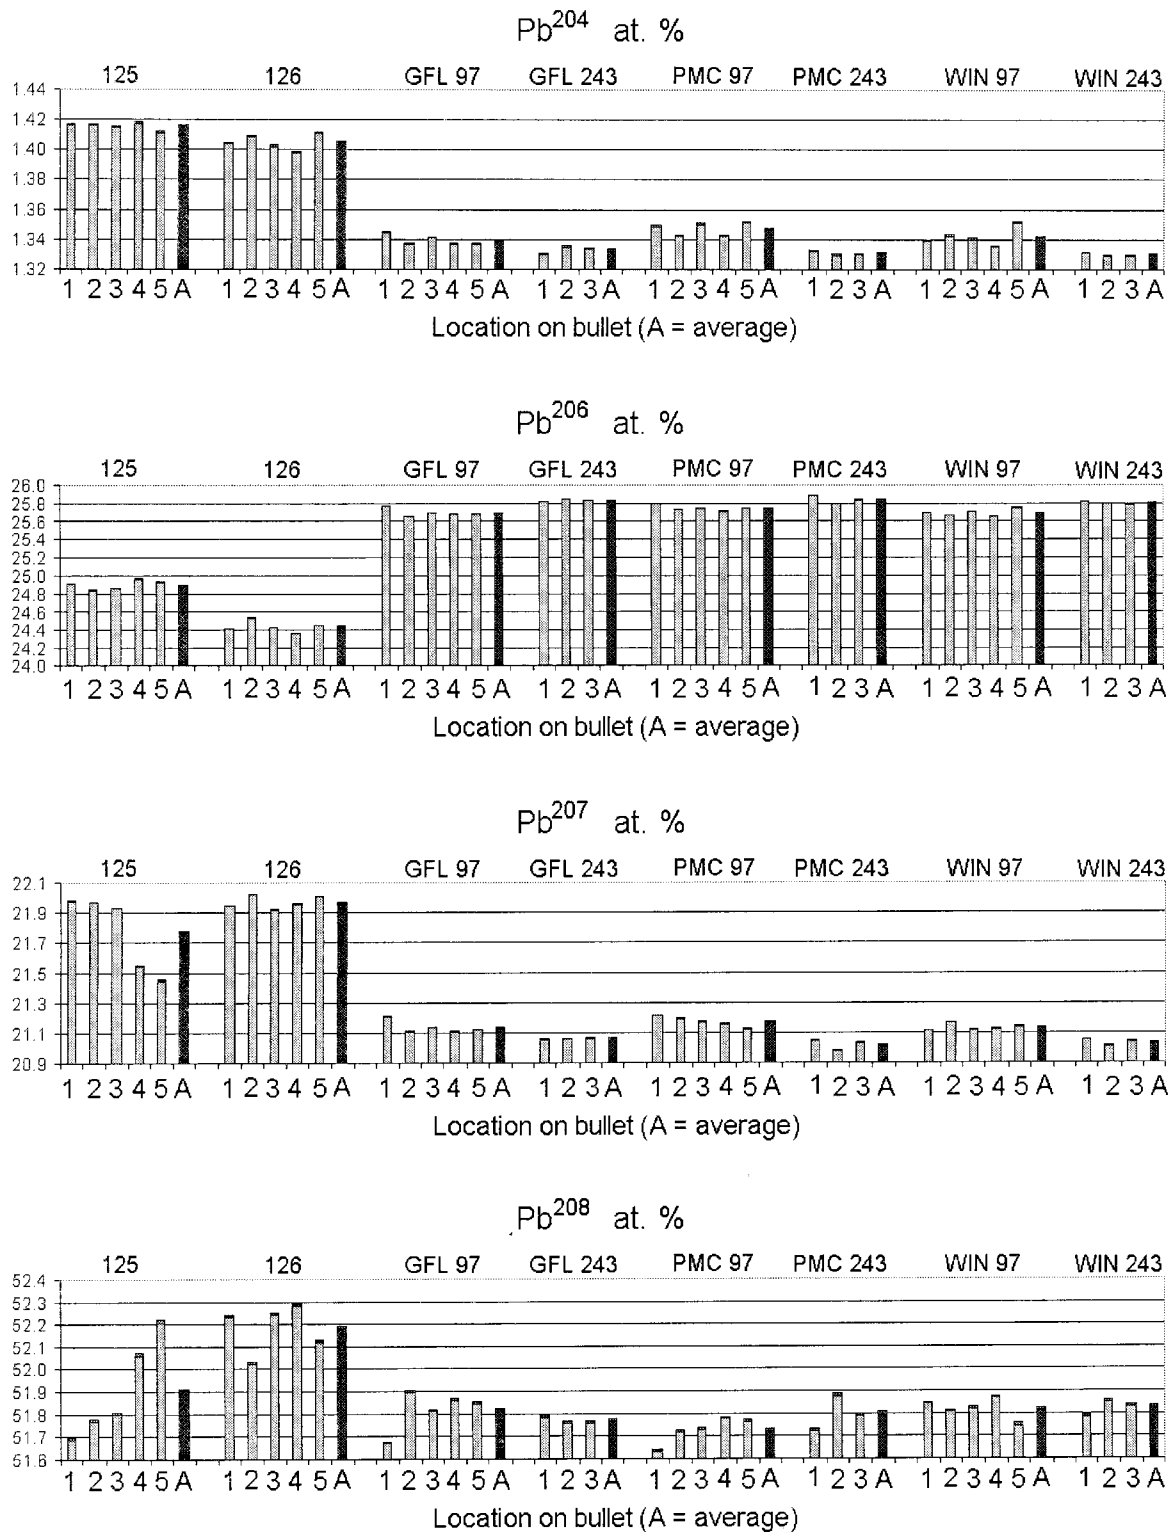 Pb204 at. %
125 126 GFL 97 GFL 243 PMC 97 PMC 243 WIN 97 WIN 243
1.44
1.42
1.40
1.38
1.36
1.34
1.32
1 2 3 4 5 A 1 2 3 4 5 A 1 2 3 4 5 A 1 2 3 A 1 2 3 4 5 A 1 2 3 A 1 2 3 4 5 A 1 2 3 A
Location on bullet (A = average)
Pb206 at. %
125 126 GFL 97 GFL 243 PMC 97 PMC 243 WIN 97 WIN 243
26.0
25.8
25.6
25.4
25.2
25.0
24.8
24.6
24.4
24.2
24.0
1 2 3 4 5 A 1 2 3 4 5 A 1 2 3 4 5 A 1 2 3 A 1 2 3 4 5 A 1 2 3 A 1 2 3 4 5 A 1 2 3 A
Location on bullet (A = average)
Pb207 at. %
125 126 GFL 97 GFL 243 PMC 97 PMC 243 WIN 97 WIN 243
22.1
21.9
21.7
21.5
21.3
21.1
20.9
1 2 3 4 5 A 1 2 3 4 5 A 1 2 3 4 5 A 1 2 3 A 1 2 3 4 5 A 1 2 3 A 1 2 3 4 5 A 1 2 3 A
Location on bullet (A = average)
Pb208 at. %
125 126 GFL 97 GFL 243 PMC 97 PMC 243 WIN 97 WIN 243
52.4
52.3
52.2
52.1
52.0
51.9
51.8
51.7
51.6
1 2 3 4 5 A 1 2 3 4 5 A 1 2 3 4 5 A 1 2 3 A 1 2 3 4 5 A 1 2 3 A 1 2 3 4 5 A 1 2 3 A
Location on bullet (A = average)